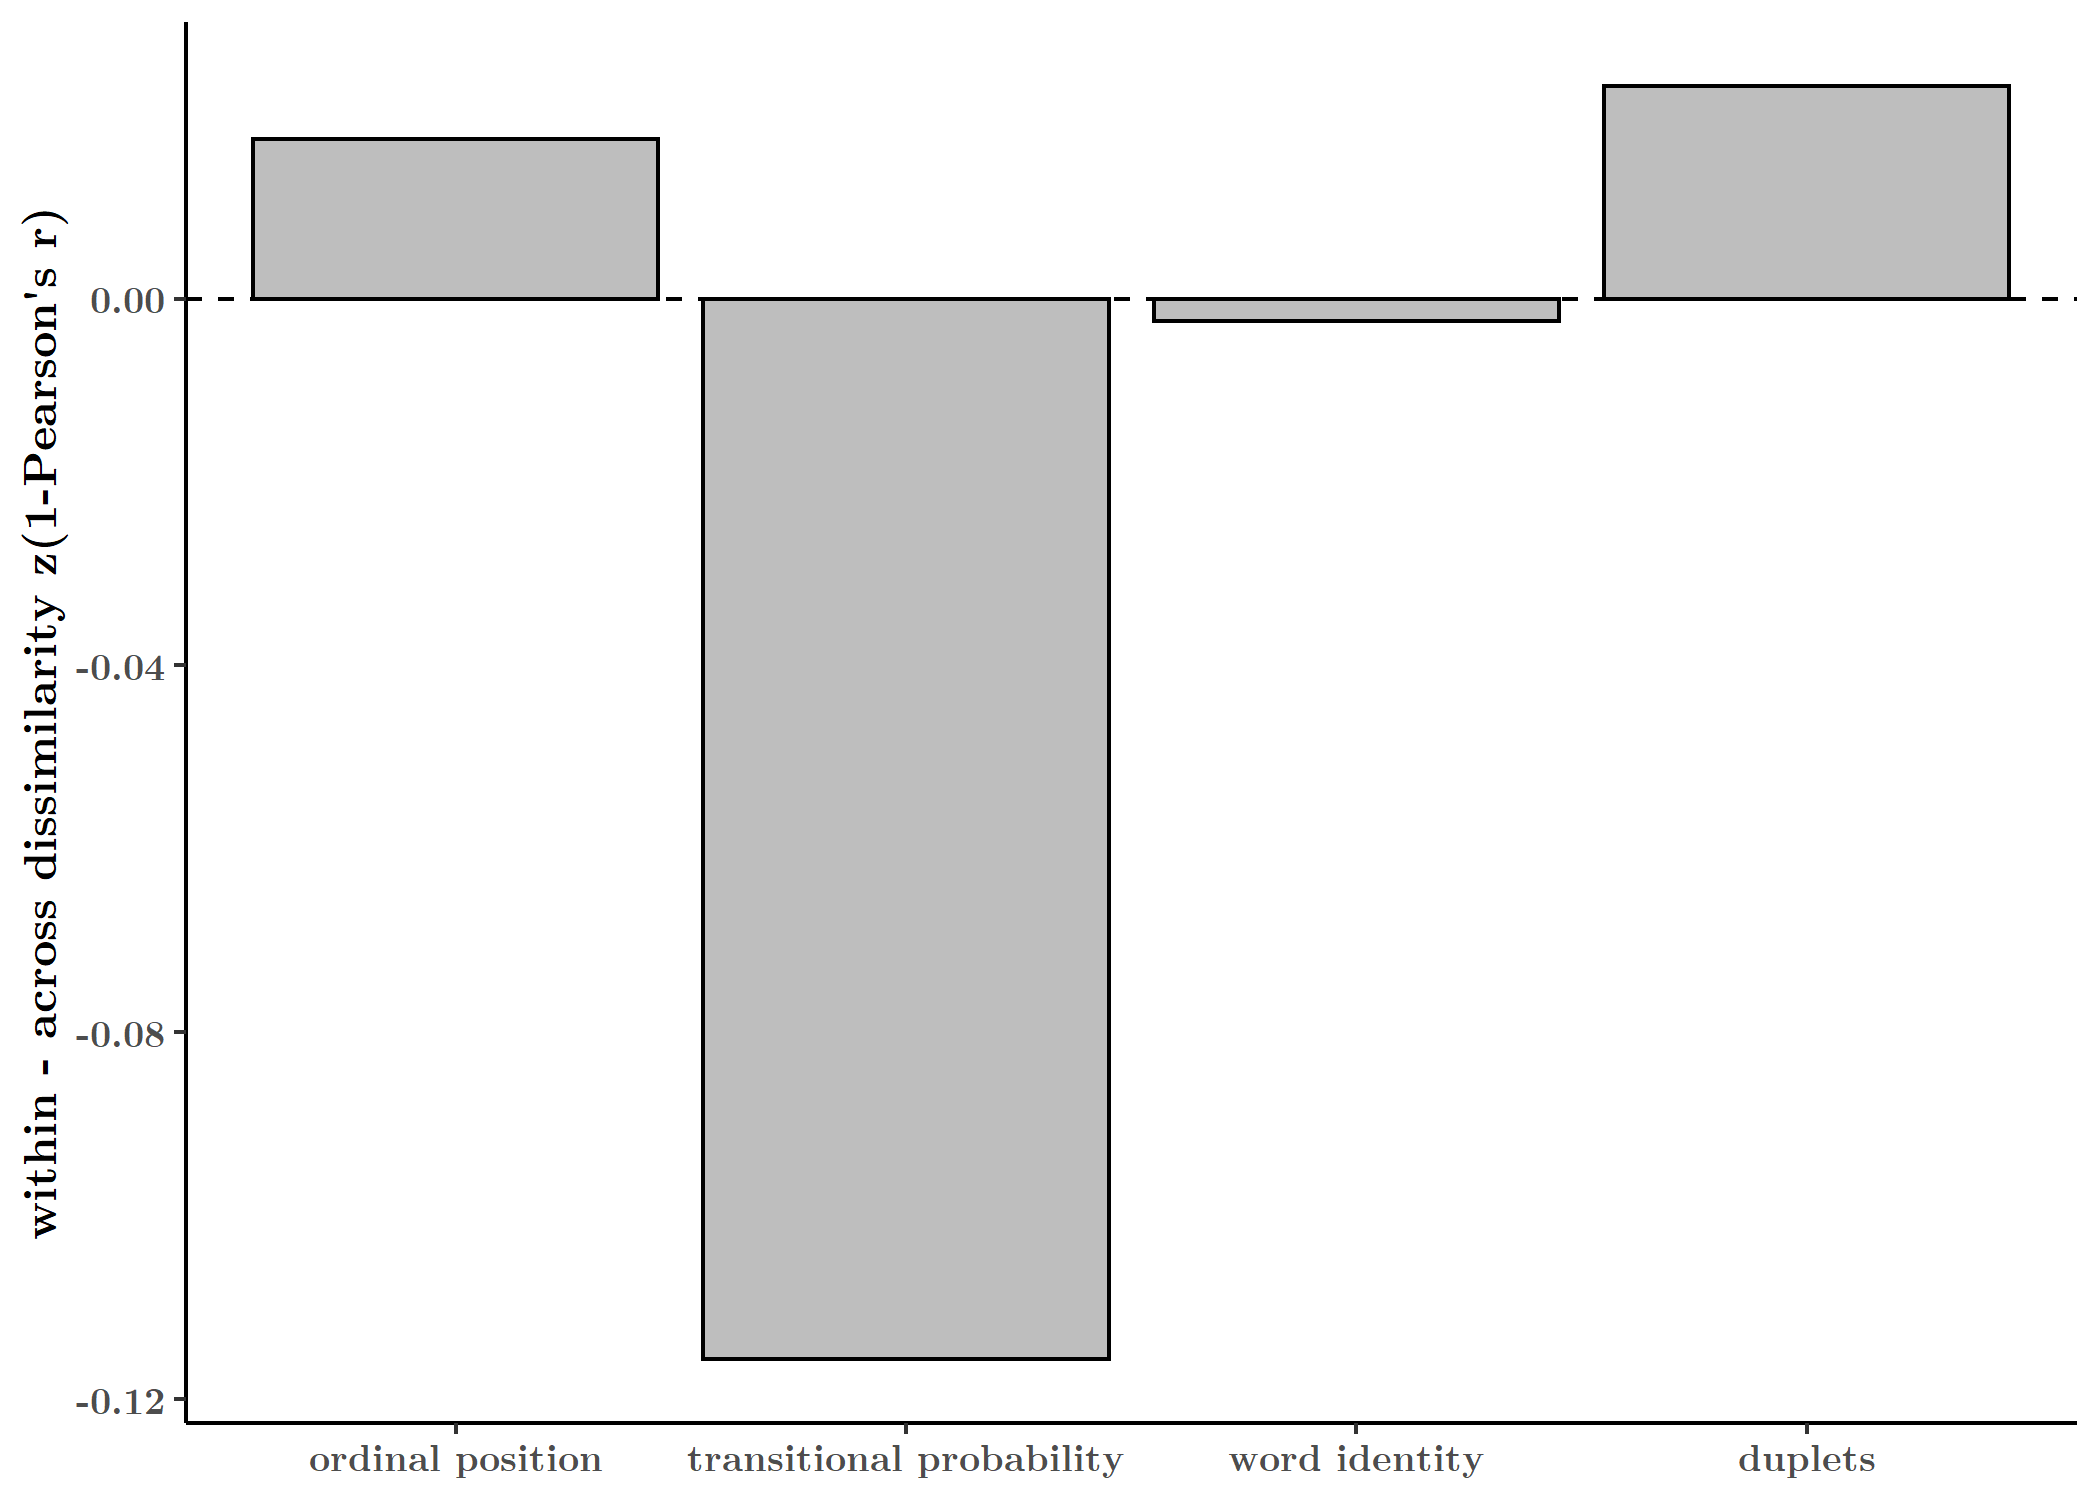 within - across dissimilarity z(1-Pearson's r)
0.00
-0.04
-0.08
-0.12
ordinal position
transitional probability
word identity
duplets